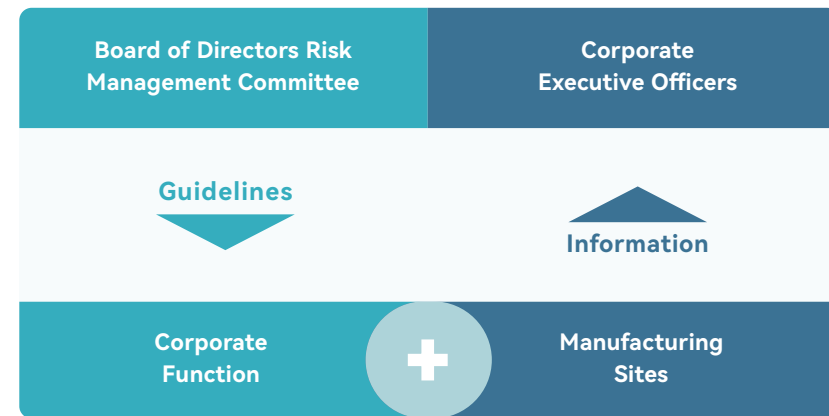 Board of Directors Risk
Management Committee
Corporate
Executive Officers
Guidelines
Information
Corporate
Function
Manufacturing
Sites